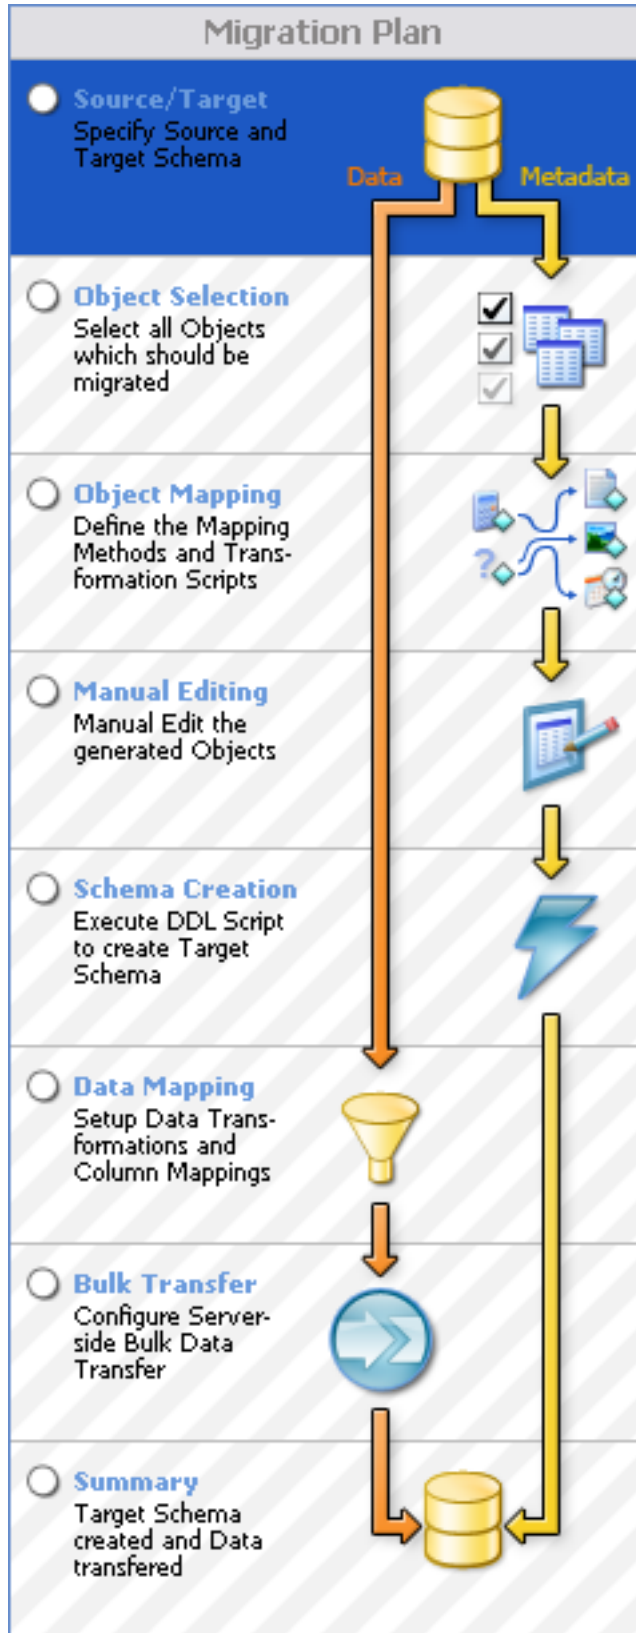 Migration Plan
Source/Target
Specify Source and
Target Schema
Data
Metadata
Object Selection
Select all Objects
which should be
migrated
Object Mapping
Define the Mapping
Methods and Trans-
formation Scripts
?
Manual Editing
Manual Edit the
generated Objects
Schema Creation
Execute DDL Script
to create Target
Schema
Data Mapping
Setup Data Trans-
formations and
Column Mappings
Bulk Transfer
Configure Server-
side Bulk Data
Transfer
Summary
Target Schema
created and Data
transfered